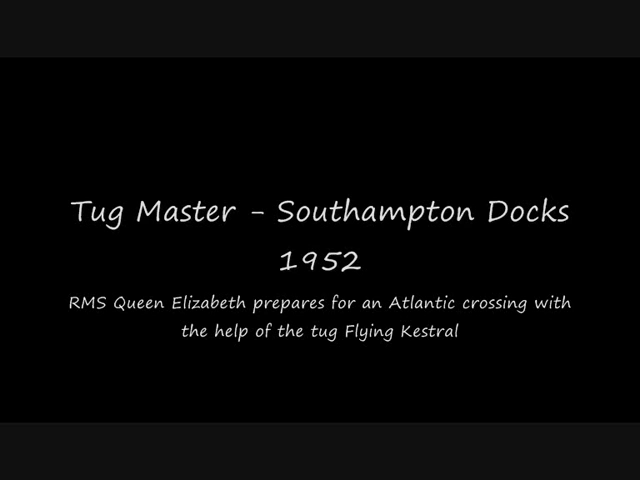 Tug Master - Southampton Docks
1952
RMS Queen Elizabeth prepares for an Atlantic crossing with
the help of the tug Flying Kestral